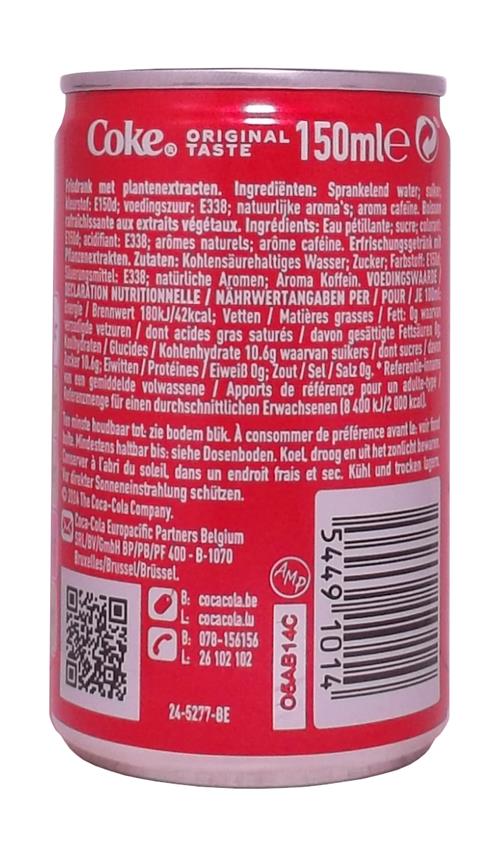 Coke® ORIGINAL TASTE 150ml e
Frisdrank met plantenextracten. Ingrediënten: Sprankelend water; suiker;
kleurstof: E150d; voedingszuur: E338; natuurlijke aroma's; aroma cafeïne. Boisson
rafraichissante aux extraits végétaux. Ingrédients: Eau pétillante; sucre; colorant:
E150d; acidifiant: E338; arômes naturels; arôme caféine. Erfrischungsgetränk mit
Pflanzenextrakten. Zutaten: Kohlensäurehaltiges Wasser; Zucker; Farbstoff: E150d;
Säuerungsmittel: E338; natürliche Aromen; Aroma Koffein. VOEDINGSWAARDE /
DÉCLARATION NUTRITIONNELLE / NÄHRWERTANGABEN PER / POUR / JE 100ml:
Energie / Brennwert 180kJ/42kcal; Vetten / Matières grasses / Fett: 0g waarvan
verzadigde vetzuren / dont acides gras saturés / davon gesättigte Fettsäuren 0g;
Koolhydraten / Glucides / Kohlenhydrate 10.6g waarvan suikers / dont sucres / davon
Zucker 10.6g; Eiwitten / Protéines / Eiweiß 0g; Zout / Sel / Salz 0g. * Referentie-inname
van een gemiddelde volwassene / Apports de référence pour un adulte-type /
Referenzmenge für einen durchschnittlichen Erwachsenen (8 400 kJ/2 000 kcal).
Ten minste houdbaar tot: zie bodem blik. À consommer de préférence avant le: voir fond
boîte. Mindestens haltbar bis: siehe Dosenboden. Koel, droog en uit het zonlicht bewaren.
Conserver à l'abri du soleil, dans un endroit frais et sec. Kühl und trocken lagern.
Vor direkter Sonneneinstrahlung schützen.
© 2024 The Coca-Cola Company.
Coca-Cola Europacific Partners Belgium
SRL/BV/GmbH BP/PB/PF 400 - B-1070
Bruxelles/Brussel/Brüssel.
B: cocacola.be
L: cocacola.lu
B: 078-156156
L: 26 102 102
24-5277-BE
AMP
06AB14C
5449 1014